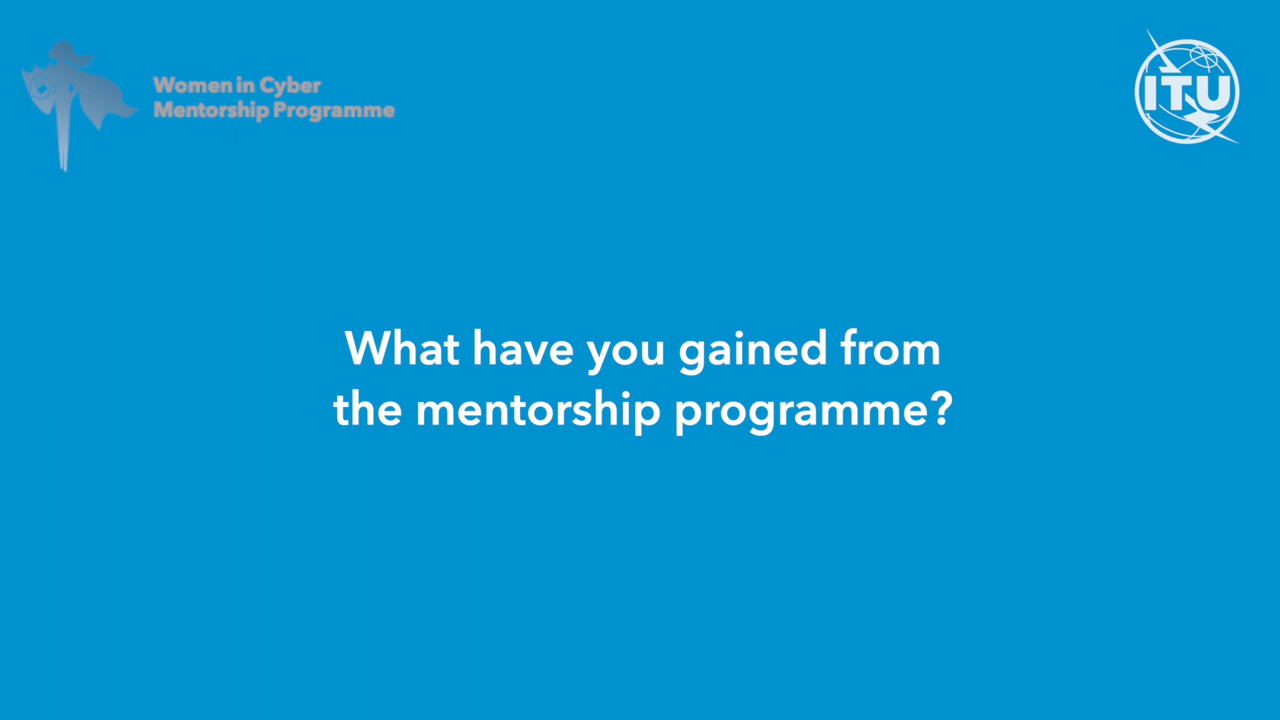 Women in Cyber
Mentorship Programme
ITU
What have you gained from
the mentorship programme?